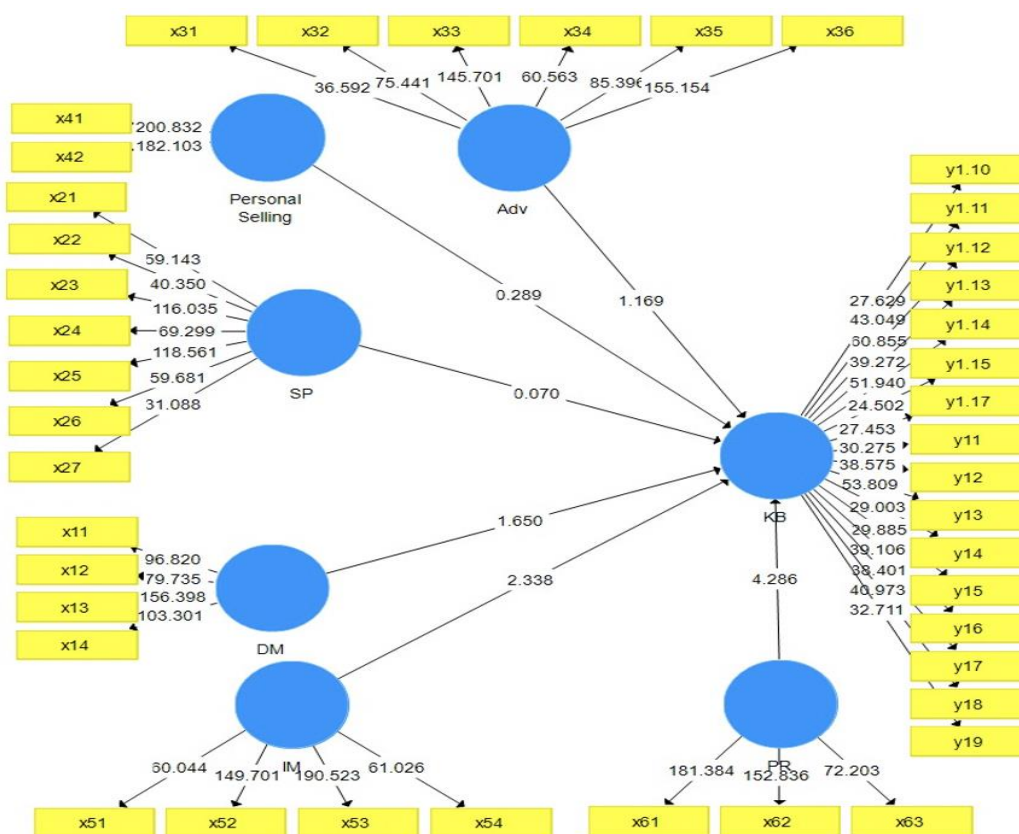 x31
x32
x33
x34
x35
x36
36.592
75.441
145.701
60.563
85.396
155.154
x41
x42
200.832
182.103
Personal
Selling
Adv
x21
x22
x23
x24
x25
x26
x27
59.143
40.350
116.035
69.299
118.561
59.681
31.088
SP
0.289
1.169
0.070
1.650
2.338
4.286
KB
x11
x12
x13
x14
96.820
79.735
156.398
103.301
DM
IM
60.044
149.701
190.523
61.026
x51
x52
x53
x54
PR
181.384
152.836
72.203
x61
x62
x63
27.629
43.049
60.855
39.272
51.940
24.502
27.453
30.275
38.575
53.809
29.003
29.885
39.106
38.401
40.973
32.711
y1.10
y1.11
y1.12
y1.13
y1.14
y1.15
y1.17
y11
y12
y13
y14
y15
y16
y17
y18
y19